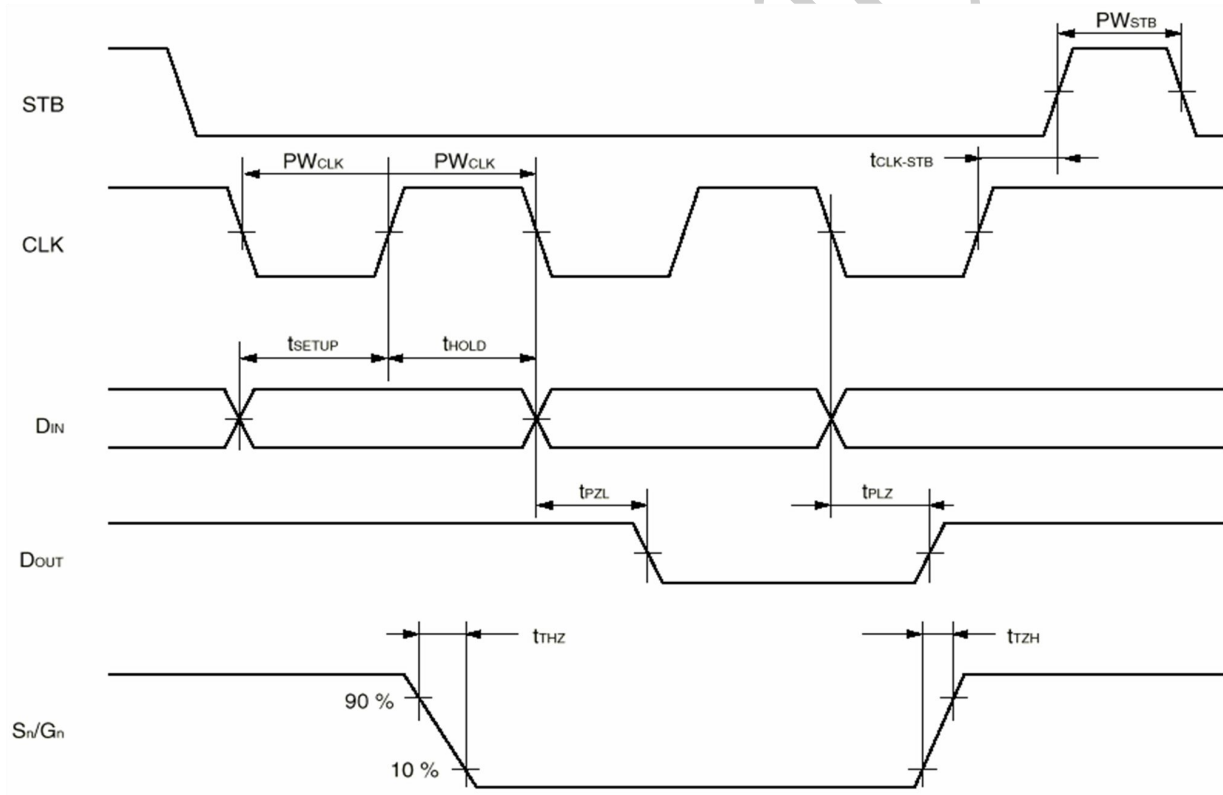 PWSTB
STB
PWCLK PWCLK tCLK-STB
CLK
tSETUP tHOLD
DIN
tPZL tPLZ
DOUT
tTHZ tTZH
90 %
Sn/Gn
10 %